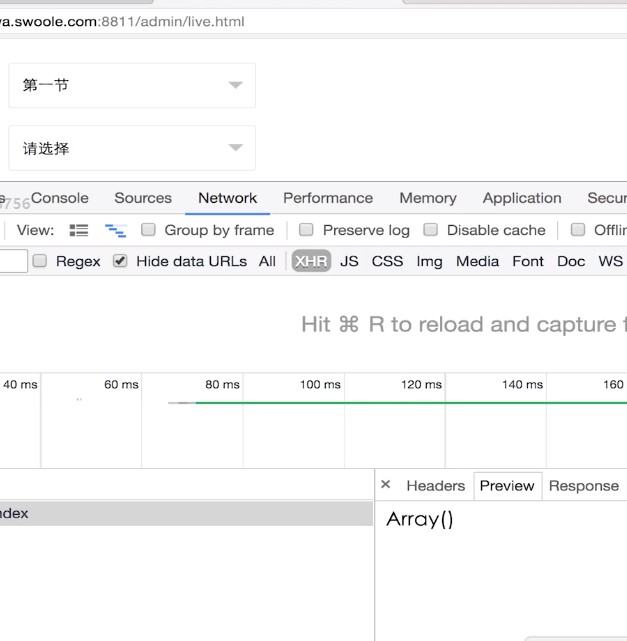 va.swoole.com:8811/admin/live.html
第一节
请选择
Console Sources Network Performance Memory Application Secur
View: Group by frame Preserve log Disable cache Offlin
Regex Hide data URLs All XHR JS CSS Img Media Font Doc WS
Hit ⌘ R to reload and capture f
40 ms 60 ms 80 ms 100 ms 120 ms 140 ms 160
× Headers Preview Response
ndex
Array()